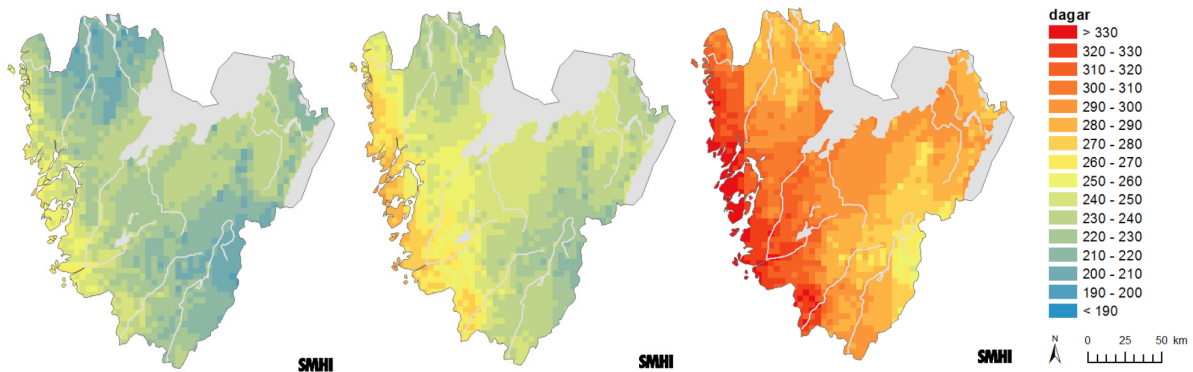 SMHI
SMHI
SMHI
dagar
> 330
320 - 330
310 - 320
300 - 310
290 - 300
280 - 290
270 - 280
260 - 270
250 - 260
240 - 250
230 - 240
220 - 230
210 - 220
200 - 210
190 - 200
< 190
N
0 25 50 km